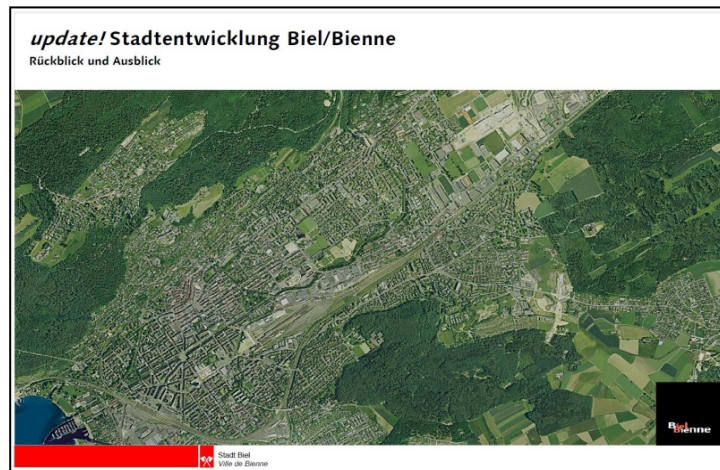 update! Stadtentwicklung Biel/Bienne
Rückblick und Ausblick
Biel
Bienne
Stadt Biel
Ville de Bienne